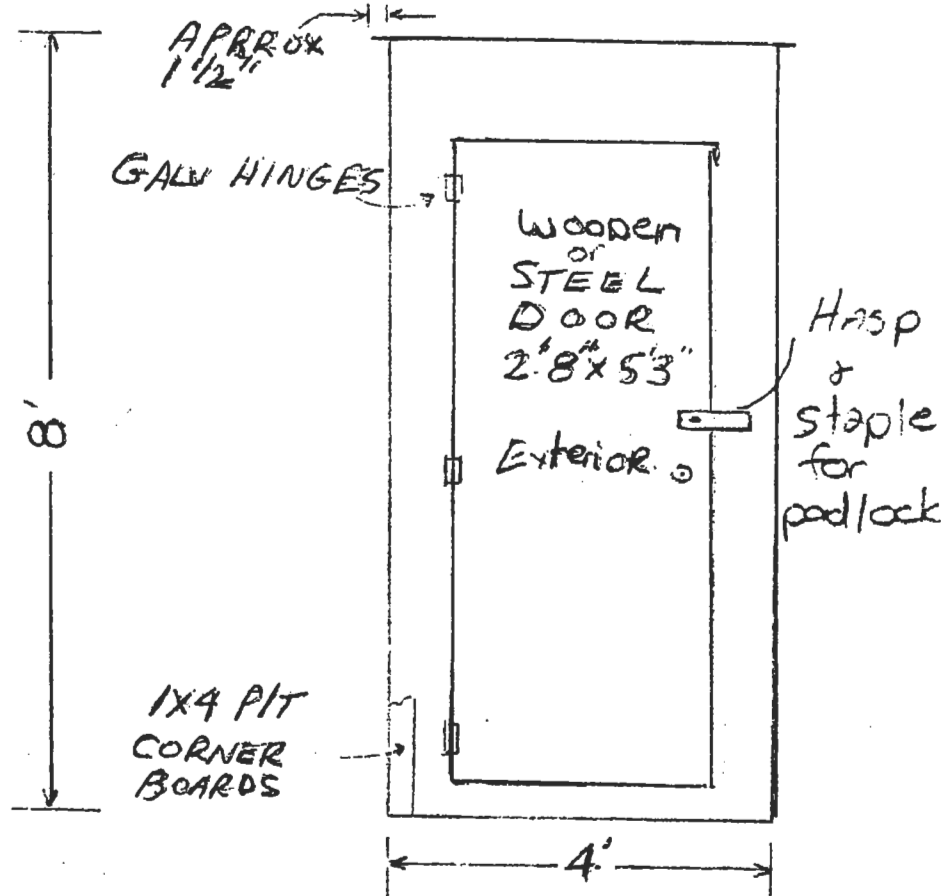 APPROX
1 1/2"
GALV HINGES
WOODEN
or
STEEL
DOOR
2'8" x 5'3"
Exterior
Hasp
&
staple
for
padlock
8'
1X4 P/T
CORNER
BOARDS
4'